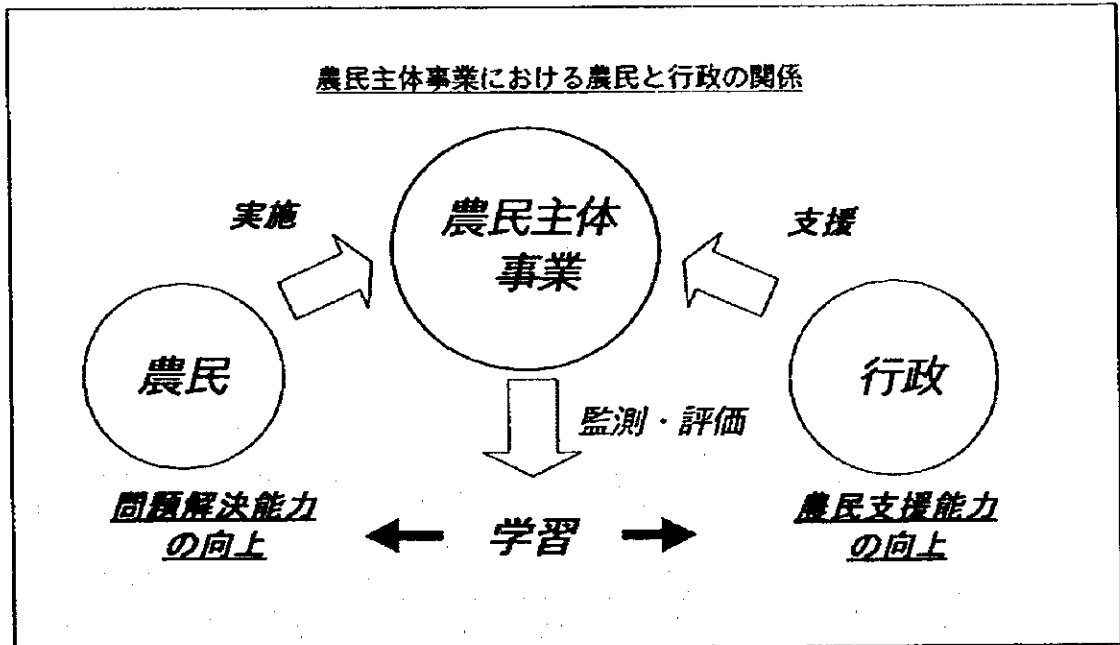 農民主体事業における農民と行政の関係
実施
農民主体
事業
支援
農民
行政
監測・評価
問題解決能力
の向上
学習
農民支援能力
の向上